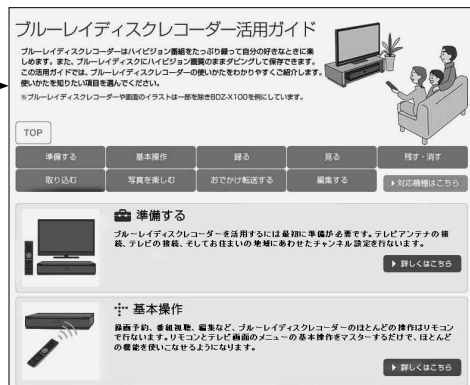 ブルーレイディスクレコーダー活用ガイド
ブルーレイディスクレコーダーはハイビジョン番組をたっぷり録って自分の好きなときに楽
しめます。また、ブルーレイディスクにハイビジョン画質のままダビングして保存できます。
この活用ガイドでは、ブルーレイディスクレコーダーの使いかたをわかりやすくご紹介します。
使いかたを知りたい項目を選んでください。
※ブルーレイディスクレコーダーや画面のイラストは一部を除きBDZ-X100を例にしています。
TOP
準備する 基本操作 録る 見る 残す・消す
取り込む 写真を楽しむ おでかけ転送する 編集する ▶対応機種はこちら
準備する
ブルーレイディスクレコーダーを活用するには最初に準備が必要です。テレビアンテナの接
続、テレビの接続、そしてお住まいの地域にあわせたチャンネル設定を行ないます。
▶ 詳しくはこちら
基本操作
録画予約、番組視聴、編集など、ブルーレイディスクレコーダーのほとんどの操作はリモコン
で行ないます。リモコンとテレビ画面のメニューの基本操作をマスターするだけで、ほとんど
の機能を使いこなせるようになります。
▶ 詳しくはこちら